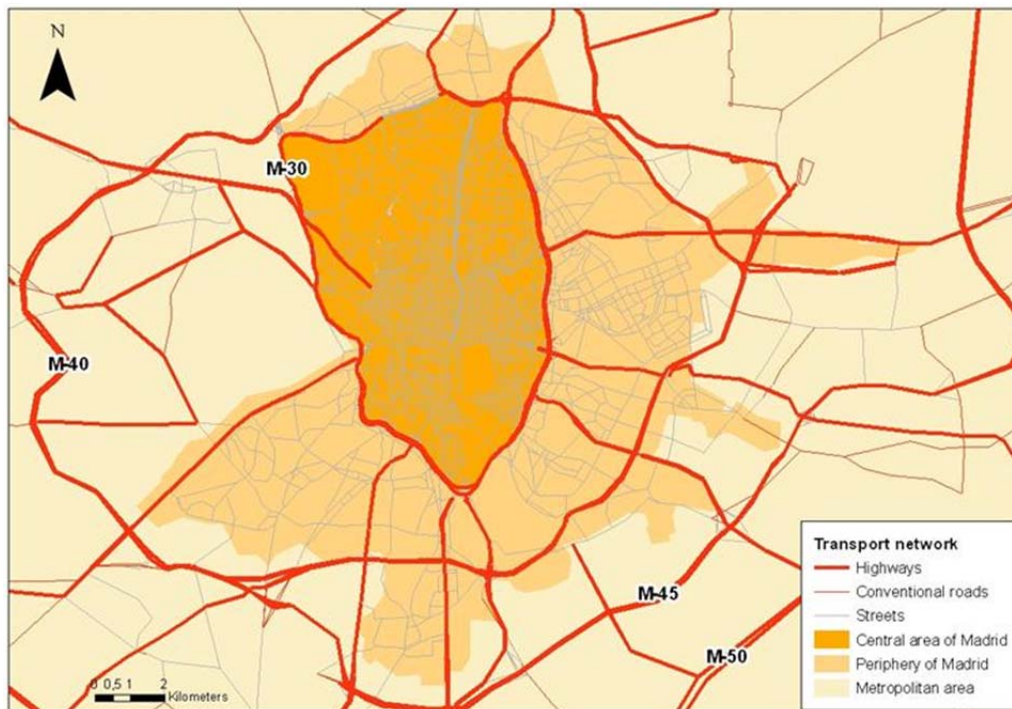 N
M-30
M-40
M-45
M-50
Transport network
Highways
Conventional roads
Streets
Central area of Madrid
Periphery of Madrid
Metropolitan area
0 0,5 1 2
Kilometers